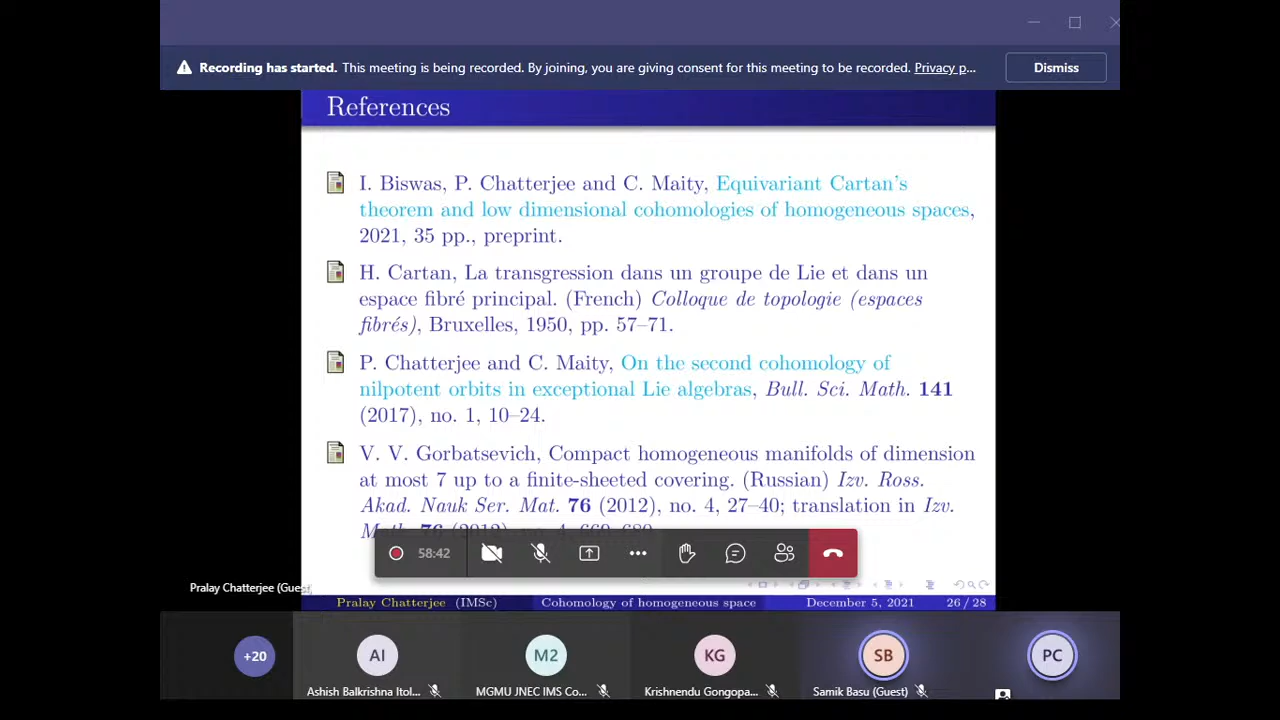 Recording has started. This meeting is being recorded. By joining, you are giving consent for this meeting to be recorded. Privacy p...
Dismiss
References
I. Biswas, P. Chatterjee and C. Maity, Equivariant Cartan's
theorem and low dimensional cohomologies of homogeneous spaces,
2021, 35 pp., preprint.
H. Cartan, La transgression dans un groupe de Lie et dans un
espace fibré principal. (French) Colloque de topologie (espaces
fibrés), Bruxelles, 1950, pp. 57–71.
P. Chatterjee and C. Maity, On the second cohomology of
nilpotent orbits in exceptional Lie algebras, Bull. Sci. Math. 141
(2017), no. 1, 10–24.
V. V. Gorbatsevich, Compact homogeneous manifolds of dimension
at most 7 up to a finite-sheeted covering. (Russian) Izv. Ross.
Akad. Nauk Ser. Mat. 76 (2012), no. 4, 27–40; translation in Izv.
Math. 76 (2012), no. 4,
58:42
Pralay Chatterjee (Guest)
Pralay Chatterjee (IMSc) Cohomology of homogeneous space December 5, 2021 26 / 28
+20 AI M2 KG SB PC
Ashish Balkrishna Itol... MGMU JNEC IMS Co... Krishnendu Gongopa... Samik Basu (Guest)